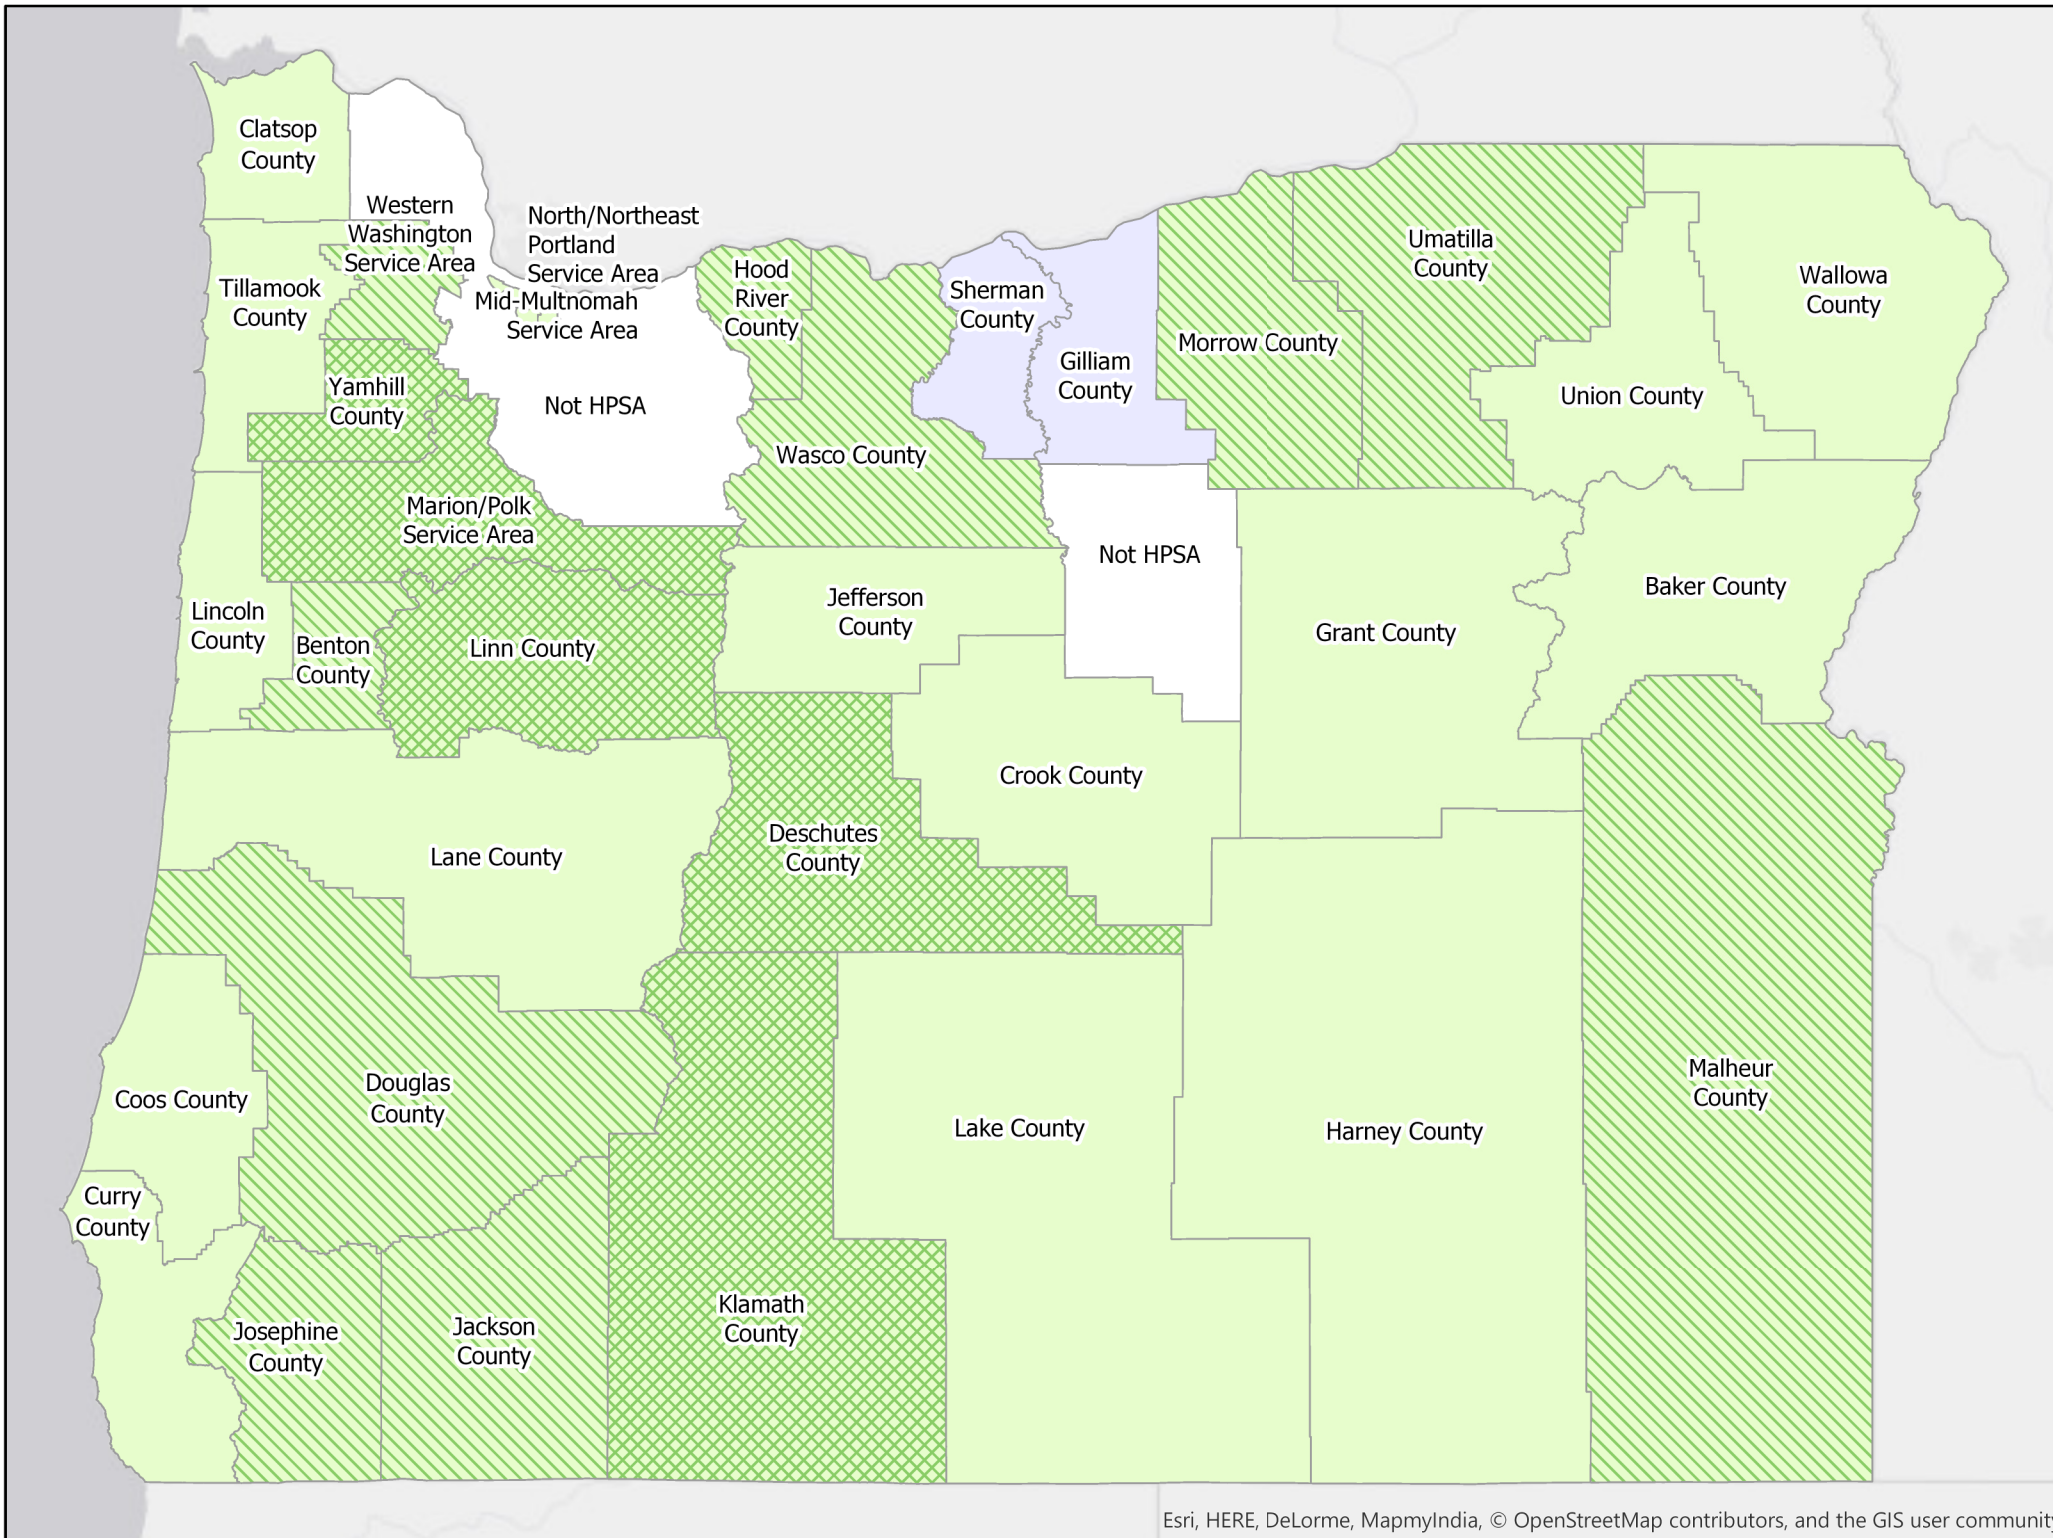 Clatsop
County
Western
Washington
Service Area
North/Northeast
Portland
Service Area
Mid-Multnomah
Service Area
Tillamook
County
Hood
River
County
Sherman
County
Gilliam
County
Morrow County
Umatilla
County
Wallowa
County
Union County
Yamhill
County
Not HPSA
Wasco County
Marion/Polk
Service Area
Not HPSA
Baker County
Lincoln
County
Benton
County
Linn County
Jefferson
County
Grant County
Crook County
Deschutes
County
Lane County
Coos County
Douglas
County
Lake County
Harney County
Malheur
County
Curry
County
Josephine
County
Jackson
County
Klamath
County
Esri, HERE, DeLorme, MapmyIndia, © OpenStreetMap contributors, and the GIS user community